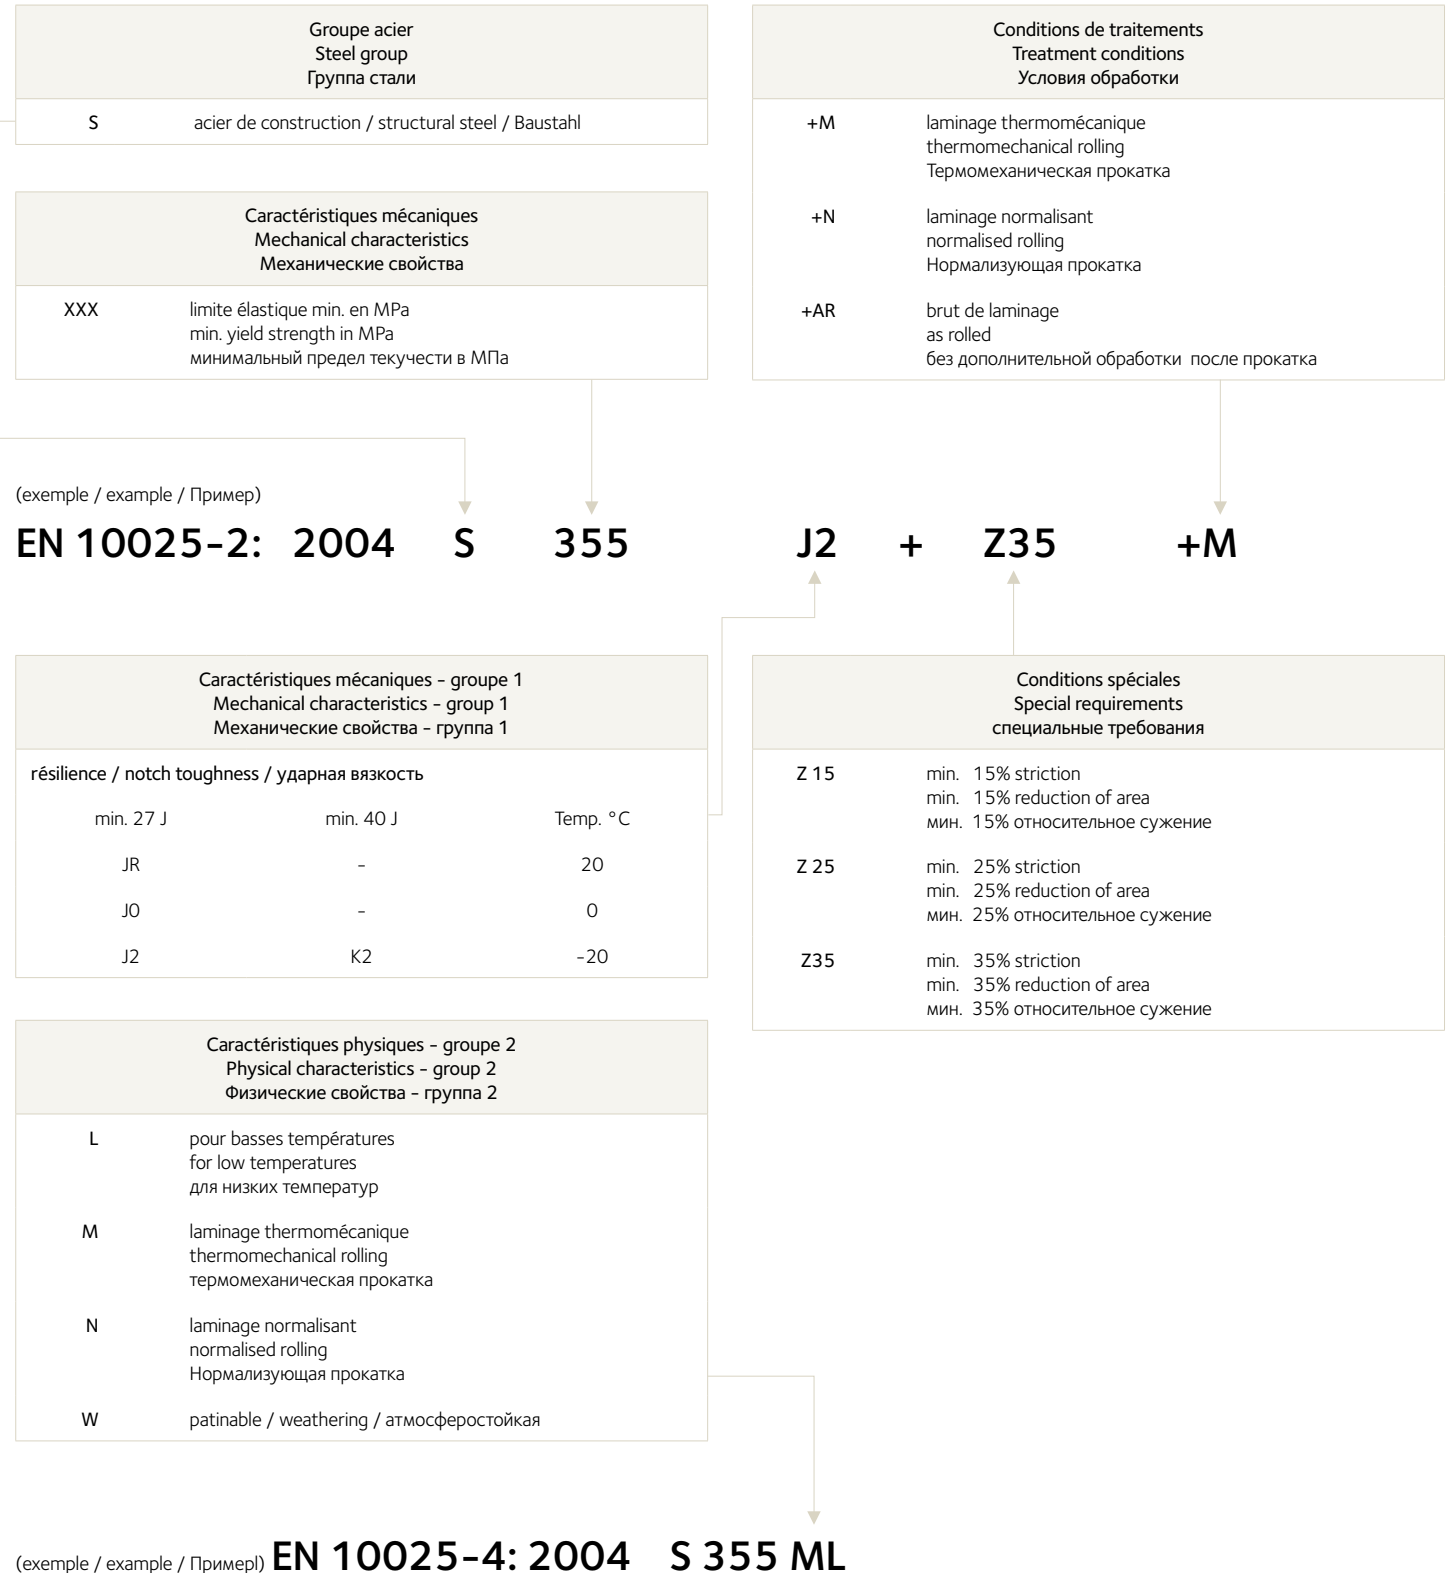 Groupe acier
Steel group
Группа стали
S acier de construction / structural steel / Baustahl
Caractéristiques mécaniques
Mechanical characteristics
Механические свойства
XXX limite élastique min. en MPa
min. yield strength in MPa
минимальный предел текучести в МПа
Conditions de traitements
Treatment conditions
Условия обработки
+M laminage thermomécanique
thermomechanical rolling
Термомеханическая прокатка
+N laminage normalisant
normalised rolling
Нормализующая прокатка
+AR brut de laminage
as rolled
без дополнительной обработки после прокатка
(exemple / example / Пример)
EN 10025-2: 2004 S 355 J2 + Z35 +M
Caractéristiques mécaniques - groupe 1
Mechanical characteristics - group 1
Механические свойства - группа 1
résilience / notch toughness / ударная вязкость
min. 27 J min. 40 J Temp. °C
JR - 20
J0 - 0
J2 K2 -20
Conditions spéciales
Special requirements
специальные требования
Z 15 min. 15% striction
min. 15% reduction of area
мин. 15% относительное сужение
Z 25 min. 25% striction
min. 25% reduction of area
мин. 25% относительное сужение
Z35 min. 35% striction
min. 35% reduction of area
мин. 35% относительное сужение
Caractéristiques physiques - groupe 2
Physical characteristics - group 2
Физические свойства - группа 2
L pour basses températures
for low temperatures
для низких температур
M laminage thermomécanique
thermomechanical rolling
термомеханическая прокатка
N laminage normalisant
normalised rolling
Нормализующая прокатка
W patinable / weathering / атмосферостойкая
(exemple / example / Примерl) EN 10025-4: 2004 S 355 ML